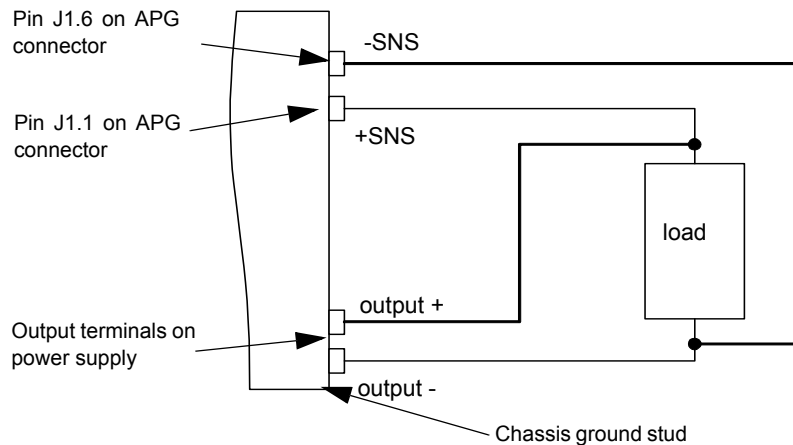 Pin J1.6 on APG
connector
-SNS
Pin J1.1 on APG
connector
+SNS
load
output +
Output terminals on
power supply
output -
Chassis ground stud